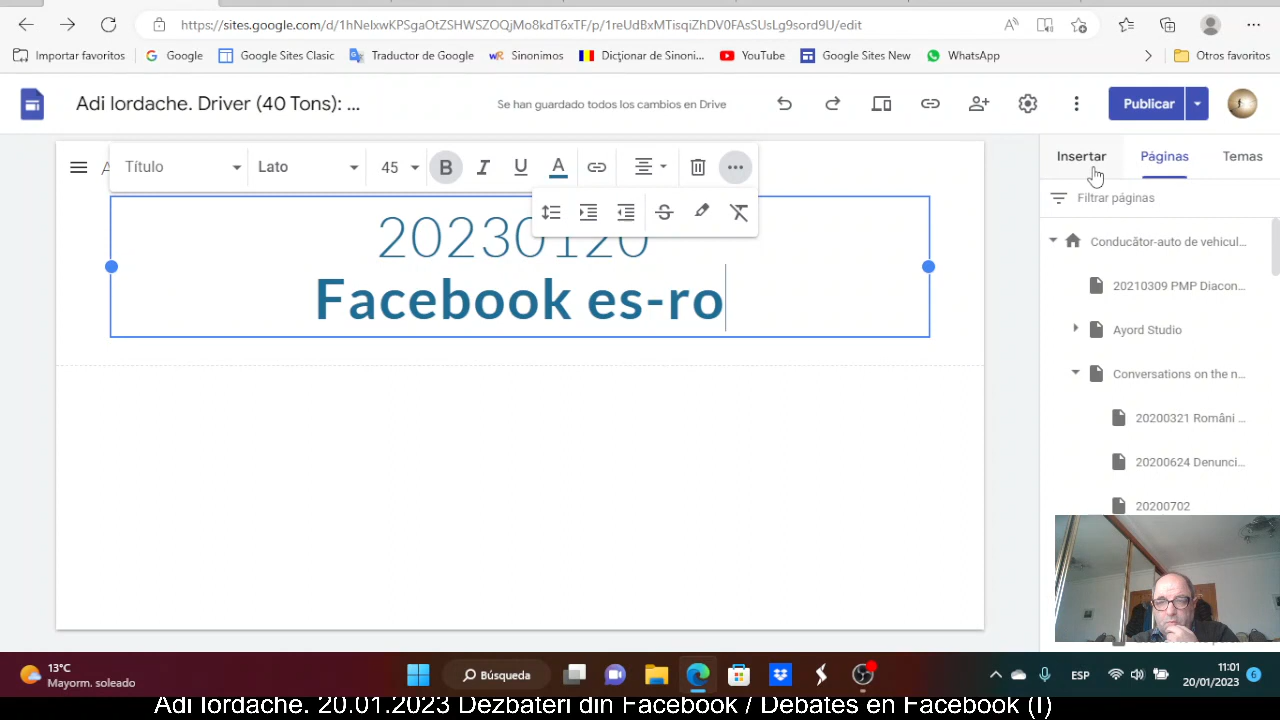 https://sites.google.com/d/1hNelxwKPSgaOtZSHWSZOQjMo8kdT6xTF/p/1reUdBxMTisqiZhDV0FAsSUsLg9sord9U/edit
Importar favoritos
Google
Google Sites Clasic
Traductor de Google
Sinonimos
Dicționar de Sinoni...
YouTube
Google Sites New
WhatsApp
Otros favoritos
Adi Iordache. Driver (40 Tons): ...
Se han guardado todos los cambios en Drive
Publicar
Insertar
Páginas
Temas
Título
Lato
45
Filtrar páginas
20230120
Facebook es-ro
Conducător-auto de vehicul...
20210309 PMP Diacon...
Ayord Studio
Conversations on the n...
20200321 Români ...
20200624 Denunci...
20200702
13°C
Mayorm. soleado
Búsqueda
ESP
11:01
20/01/2023
6
Adi Iordache. 20.01.2023 Dezbateri din Facebook / Debates en Facebook (I)